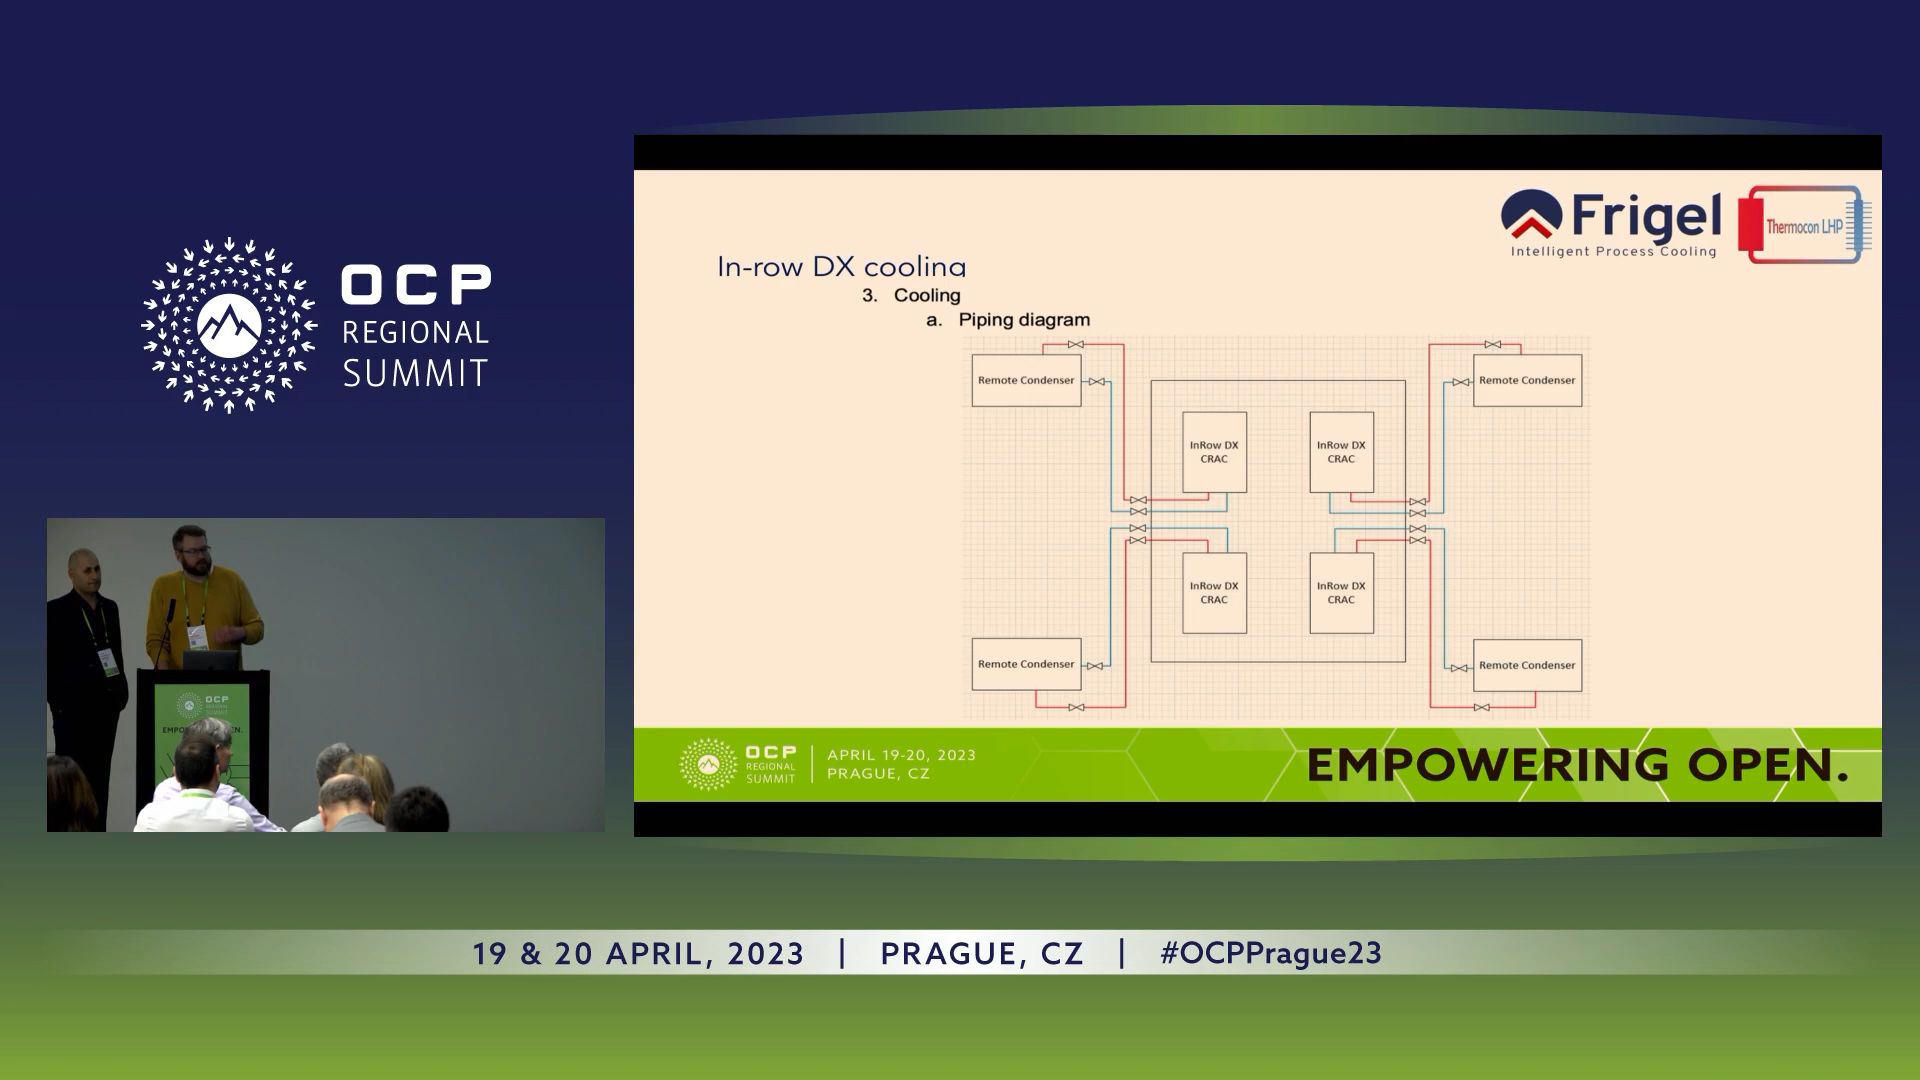 OCP
REGIONAL
SUMMIT
Frigel
Intelligent Process Cooling
Thermocon LHP
In-row DX cooling
3. Cooling
a. Piping diagram
Remote Condenser
Remote Condenser
InRow DX
CRAC
InRow DX
CRAC
InRow DX
CRAC
InRow DX
CRAC
Remote Condenser
Remote Condenser
OCP
REGIONAL
SUMMIT
APRIL 19-20, 2023
PRAGUE, CZ
EMPOWERING OPEN.
OCP
19 & 20 APRIL, 2023 | PRAGUE, CZ | #OCPPrague23